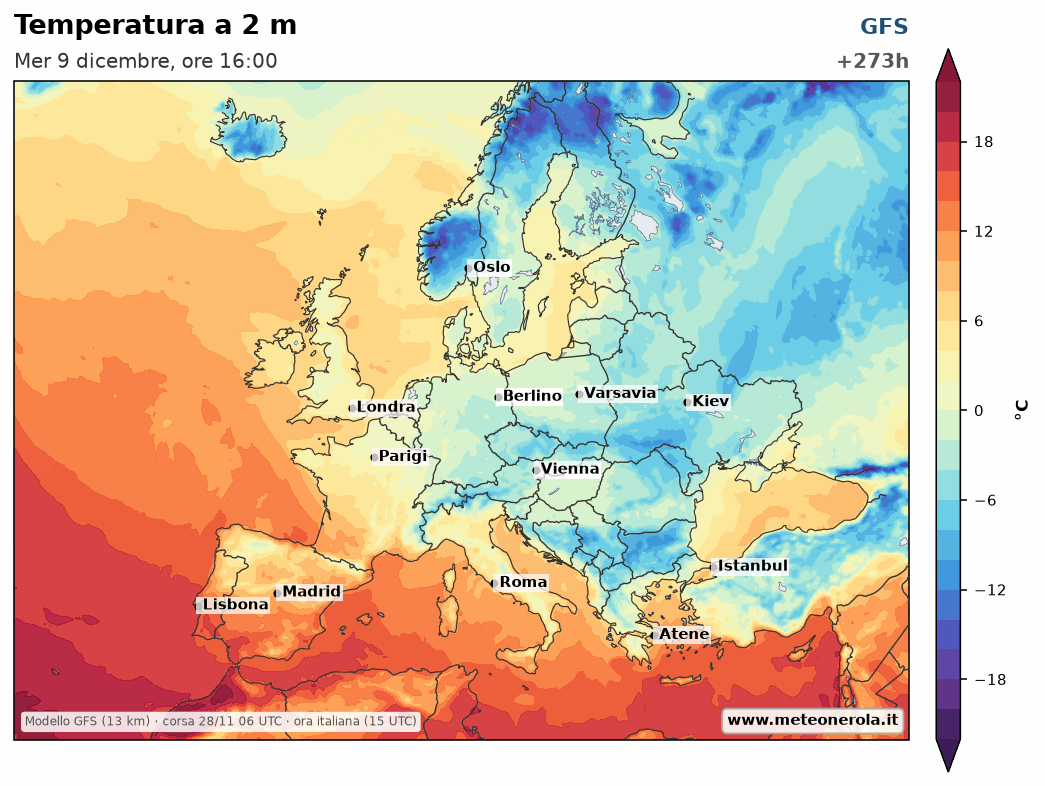 Temperatura a 2 m
GFS
Mer 9 dicembre, ore 16:00
+273h
18
12
6
0
−6
−12
−18
°C
Oslo
Londra
Berlino
Varsavia
Kiev
Parigi
Vienna
Istanbul
Roma
Madrid
Lisbona
Atene
Modello GFS (13 km) · corsa 28/11 06 UTC · ora italiana (15 UTC)
www.meteonerola.it